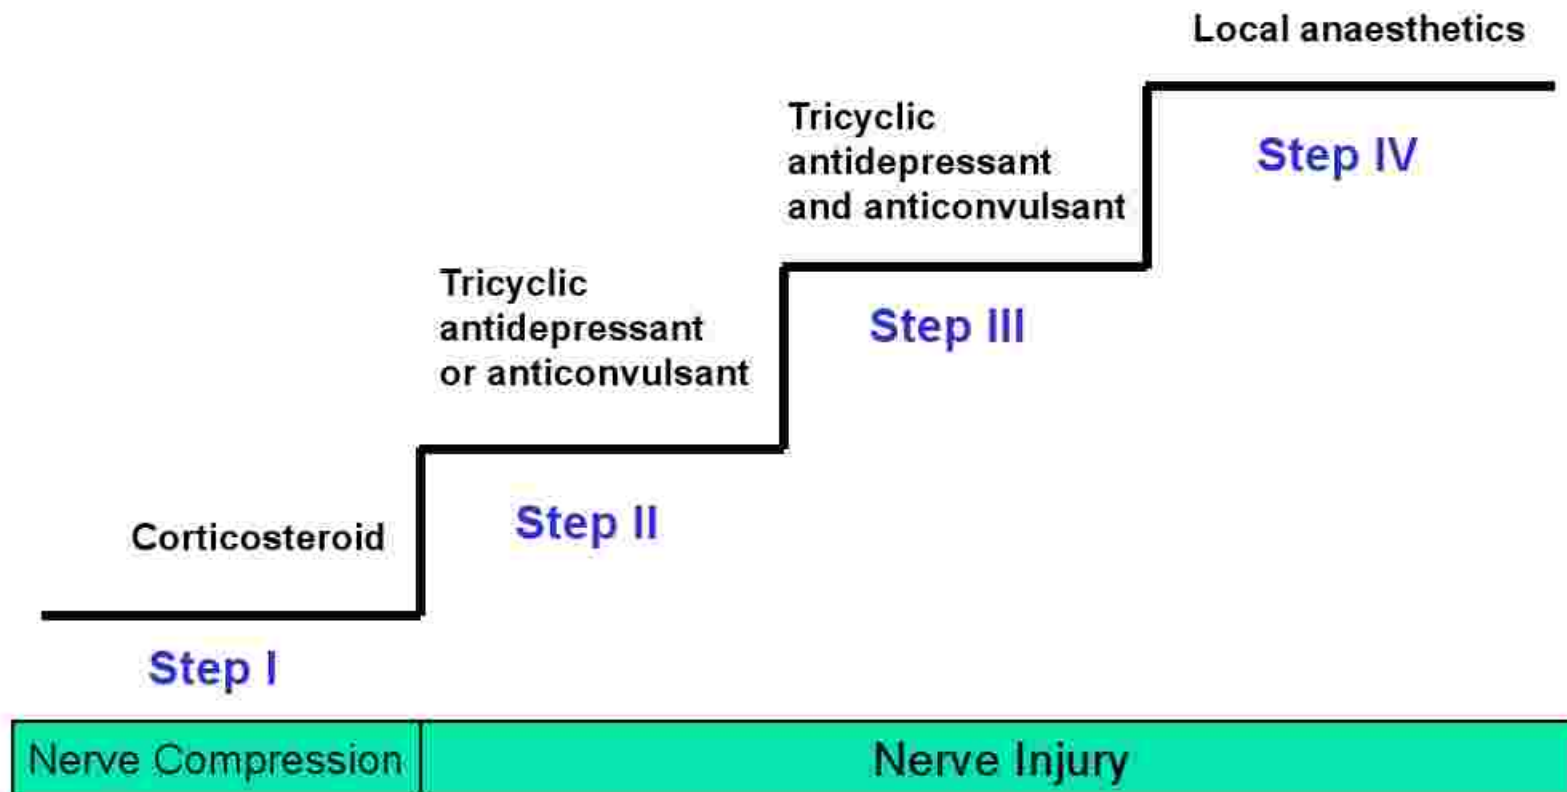 Local anaesthetics
Step IV
Tricyclic
antidepressant
and anticonvulsant
Step III
Tricyclic
antidepressant
or anticonvulsant
Step II
Corticosteroid
Step I
Nerve Compression
Nerve Injury